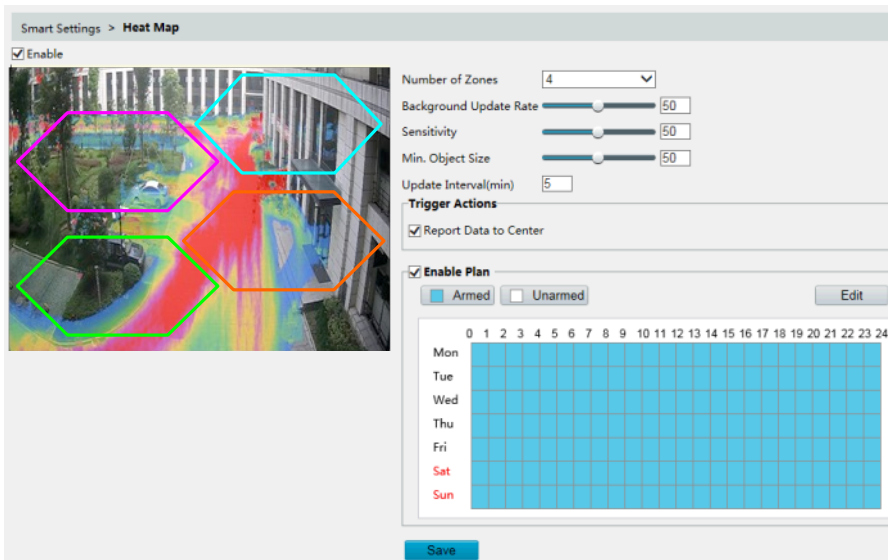 Smart Settings > Heat Map
Enable
Number of Zones 4
Background Update Rate 50
Sensitivity 50
Min. Object Size 50
Update Interval(min) 5
Trigger Actions
Report Data to Center
Enable Plan
Armed Unarmed Edit
0 1 2 3 4 5 6 7 8 9 10 11 12 13 14 15 16 17 18 19 20 21 22 23 24
Mon
Tue
Wed
Thu
Fri
Sat
Sun
Save